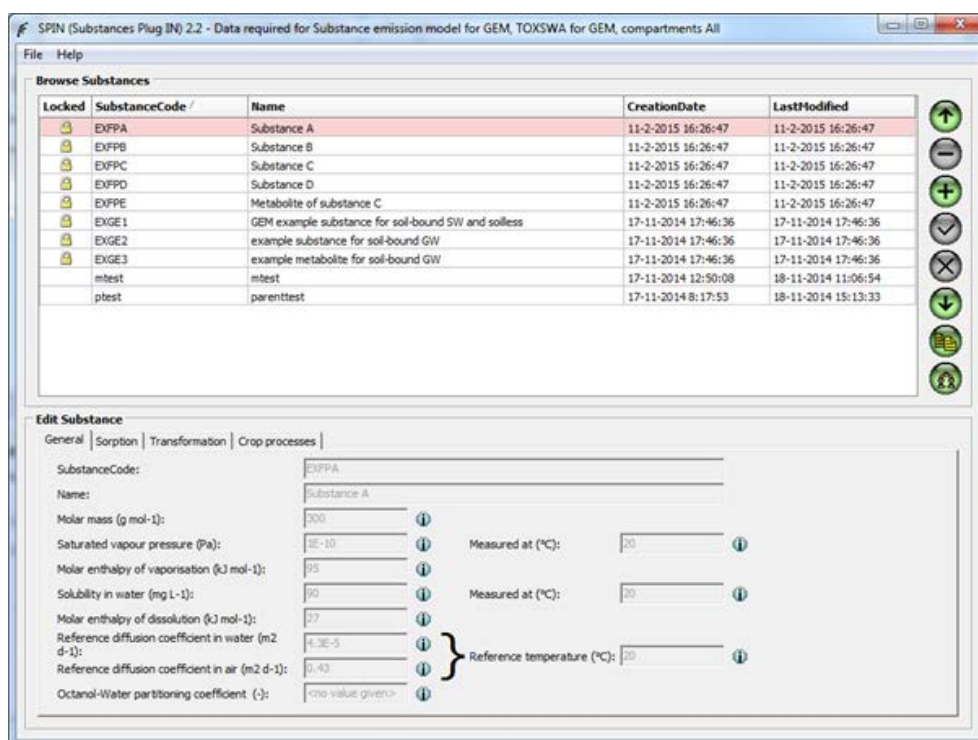 SPIN (Substances Plug IN) 2.2 - Data required for Substance emission model for GEM, TOXSWA for GEM, compartments All
File Help
Browse Substances
Locked SubstanceCode Name CreationDate LastModified
EXFPA Substance A 11-2-2015 16:26:47 11-2-2015 16:26:47
EXFPB Substance B 11-2-2015 16:26:47 11-2-2015 16:26:47
EXFPC Substance C 11-2-2015 16:26:47 11-2-2015 16:26:47
EXFPD Substance D 11-2-2015 16:26:47 11-2-2015 16:26:47
EXFPE Metabolite of substance C 11-2-2015 16:26:47 11-2-2015 16:26:47
EXGE1 GEM example substance for soil-bound SW and soilless 17-11-2014 17:46:36 17-11-2014 17:46:36
EXGE2 example substance for soil-bound GW 17-11-2014 17:46:36 17-11-2014 17:46:36
EXGE3 example metabolite for soil-bound GW 17-11-2014 17:46:36 17-11-2014 17:46:36
mtest mtest 17-11-2014 12:50:08 18-11-2014 11:06:54
ptest parenttest 17-11-2014 8:17:53 18-11-2014 15:13:33
Edit Substance
General Sorption Transformation Crop processes
SubstanceCode: EXFPA
Name: Substance A
Molar mass (g mol-1): 300
Saturated vapour pressure (Pa): 1E-10 Measured at (ºC): 20
Molar enthalpy of vaporisation (kJ mol-1): 95
Solubility in water (mg L-1): 90 Measured at (ºC): 20
Molar enthalpy of dissolution (kJ mol-1): 27
Reference diffusion coefficient in water (m2
d-1): 4.3E-5
Reference temperature (ºC): 20
Reference diffusion coefficient in air (m2 d-1): 0.43
Octanol-Water partitioning coefficient (-): <no value given>